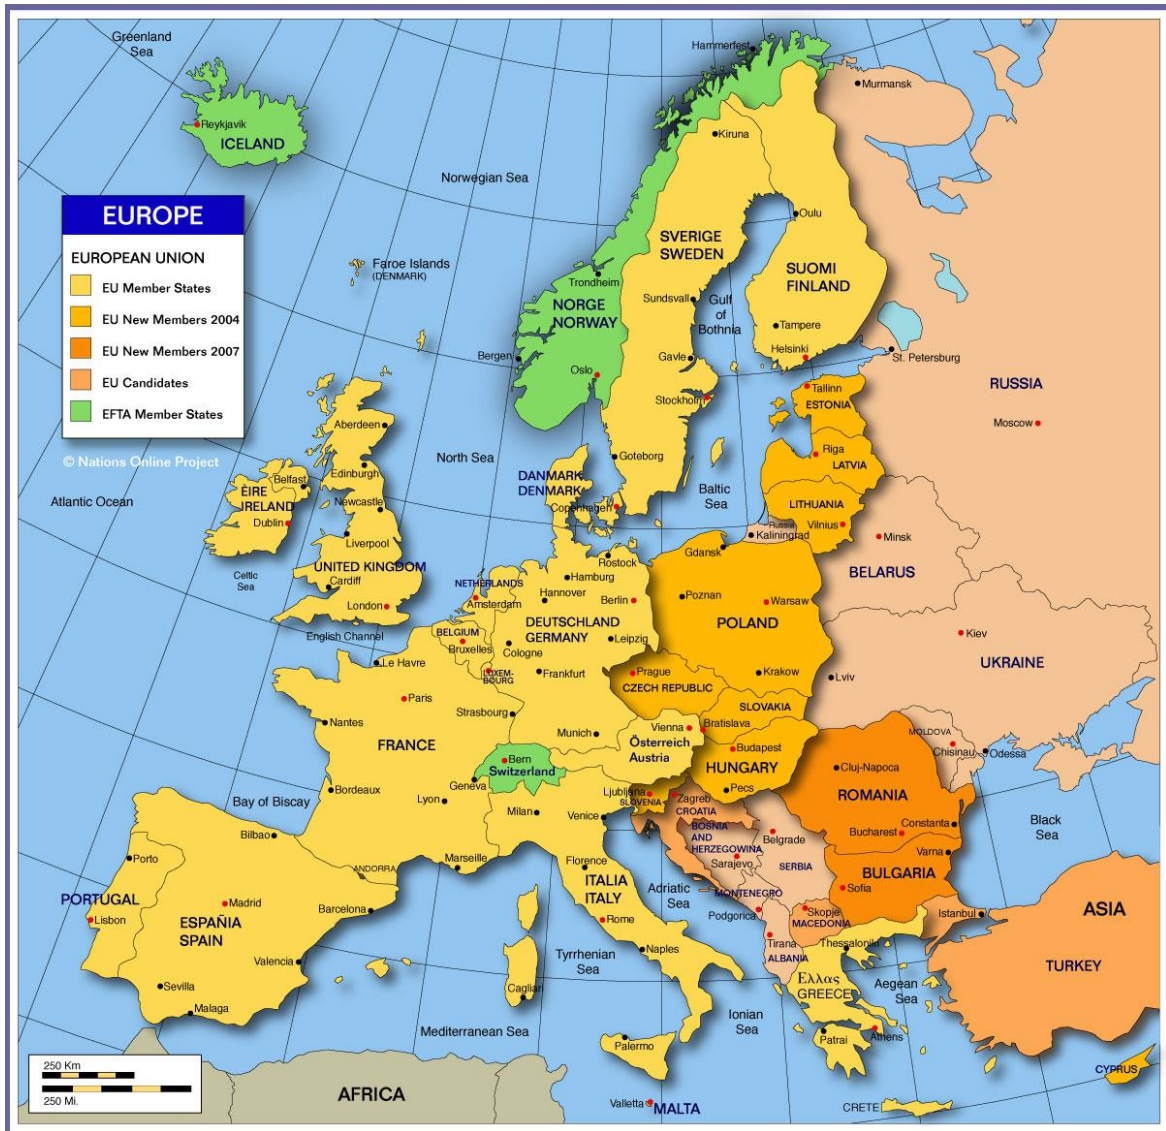 Greenland
Sea
Hammerfest
Murmansk
Reykjavik
ICELAND
Kiruna
Norwegian Sea
EUROPE
EUROPEAN UNION
EU Member States
EU New Members 2004
EU New Members 2007
EU Candidates
EFTA Member States
© Nations Online Project
Faroe Islands
(DENMARK)
Oulu
SVERIGE
SWEDEN
SUOMI
FINLAND
Trondheim
NORGE
NORWAY
Sundsvall
Gulf
of
Bothnia
Tampere
Helsinki
St. Petersburg
Bergen
Oslo
Gavle
Stockholm
Tallinn
ESTONIA
RUSSIA
Moscow
Aberdeen
Edinburgh
North Sea
Goteborg
Riga
LATVIA
Atlantic Ocean
Belfast
ÈIRE
IRELAND
Dublin
Newcastle
Liverpool
DANMARK
DENMARK
Copenhagen
Baltic
Sea
LITHUANIA
Vilnius
Russia
Kaliningrad
Minsk
BELARUS
Celtic
Sea
UNITED KINGDOM
Cardiff
London
English Channel
NETHERLANDS
Amsterdam
Rostock
Hamburg
Hannover
Berlin
Gdansk
Poznan
Warsaw
POLAND
BELGIUM
Bruxelles
DEUTSCHLAND
GERMANY
Leipzig
Cologne
Kiev
UKRAINE
Le Havre
LUXEM-
BOURG
Frankfurt
Prague
CZECH REPUBLIC
Krakow
Lviv
Paris
Strasbourg
SLOVAKIA
Nantes
FRANCE
Munich
Vienna
Bratislava
Österreich
Austria
Budapest
HUNGARY
MOLDOVA
Chisinau
Odessa
Bern
Switzerland
Geneva
Pecs
Cluj-Napoca
ROMANIA
Bay of Biscay
Bordeaux
Lyon
Milan
Venice
Ljubljana
SLOVENIA
Zagreb
CROATIA
BOSNIA
AND
HERZEGOWINA
Sarajevo
Belgrade
SERBIA
Bucharest
Constanta
Black
Sea
Bilbao
Porto
ANDORRA
Marseille
Florence
ITALIA
ITALY
Adriatic
Sea
MONTENEGRO
Podgorica
Varna
BULGARIA
Sofia
PORTUGAL
Lisbon
Madrid
ESPAÑIA
SPAIN
Barcelona
Rome
Skopje
MACEDONIA
Istanbul
ASIA
Tirana
ALBANIA
Thessaloniki
Valencia
Tyrrhenian
Sea
Naples
TURKEY
Sevilla
Malaga
Cagliari
Ελλας
GREECE
Aegean
Sea
Mediterranean Sea
Ionian
Sea
Palermo
Patrai
Athens
250 Km
250 Mi.
AFRICA
Valletta
MALTA
CRETE
CYPRUS